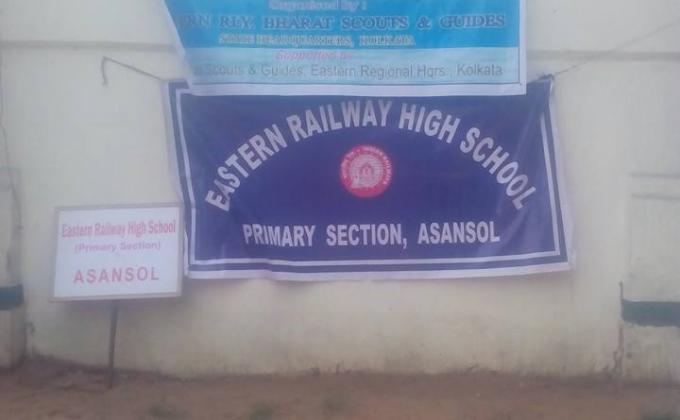 Organised by :
RN RLY. BHARAT SCOUTS & GUIDES
STATE HEADQUARTERS, KOLKATA
Supported
Scouts & Guides, Eastern Regional Hqrs., Kolkata
EASTERN RAILWAY HIGH SCHOOL
PRIMARY SECTION, ASANSOL
Eastern Railway High School
(Primary Section)
ASANSOL